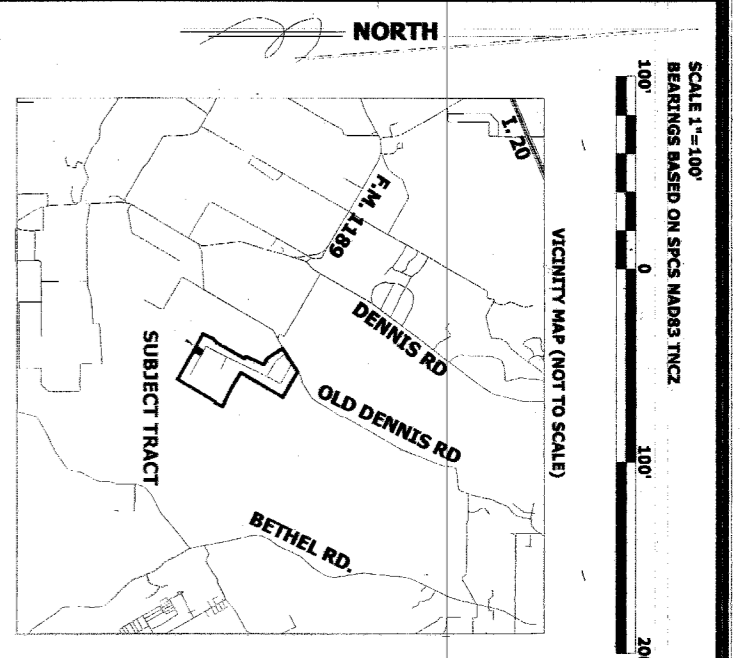 NORTH
SCALE 1"=100'
BEARINGS BASED ON SPCS NAD83 TNCZ
100'
0
100'
200
VICINITY MAP (NOT TO SCALE)
I. 20
F.M. 1189
DENNIS RD
OLD DENNIS RD
SUBJECT TRACT
BETHEL RD.